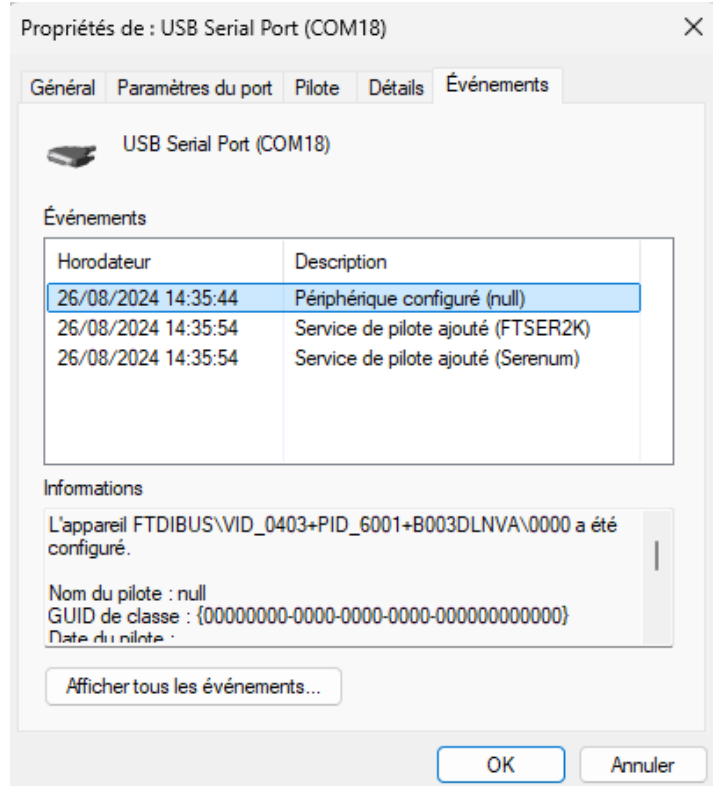 Propriétés de : USB Serial Port (COM18)
Général Paramètres du port Pilote Détails Événements
USB Serial Port (COM18)
Événements
Horodateur Description
26/08/2024 14:35:44 Périphérique configuré (null)
26/08/2024 14:35:54 Service de pilote ajouté (FTSER2K)
26/08/2024 14:35:54 Service de pilote ajouté (Serenum)
Informations
L'appareil FTDIBUS\VID_0403+PID_6001+B003DLNVA\0000 a été
configuré.
Nom du pilote : null
GUID de classe : {00000000-0000-0000-0000-000000000000}
Date du pilote :
Afficher tous les événements...
OK Annuler